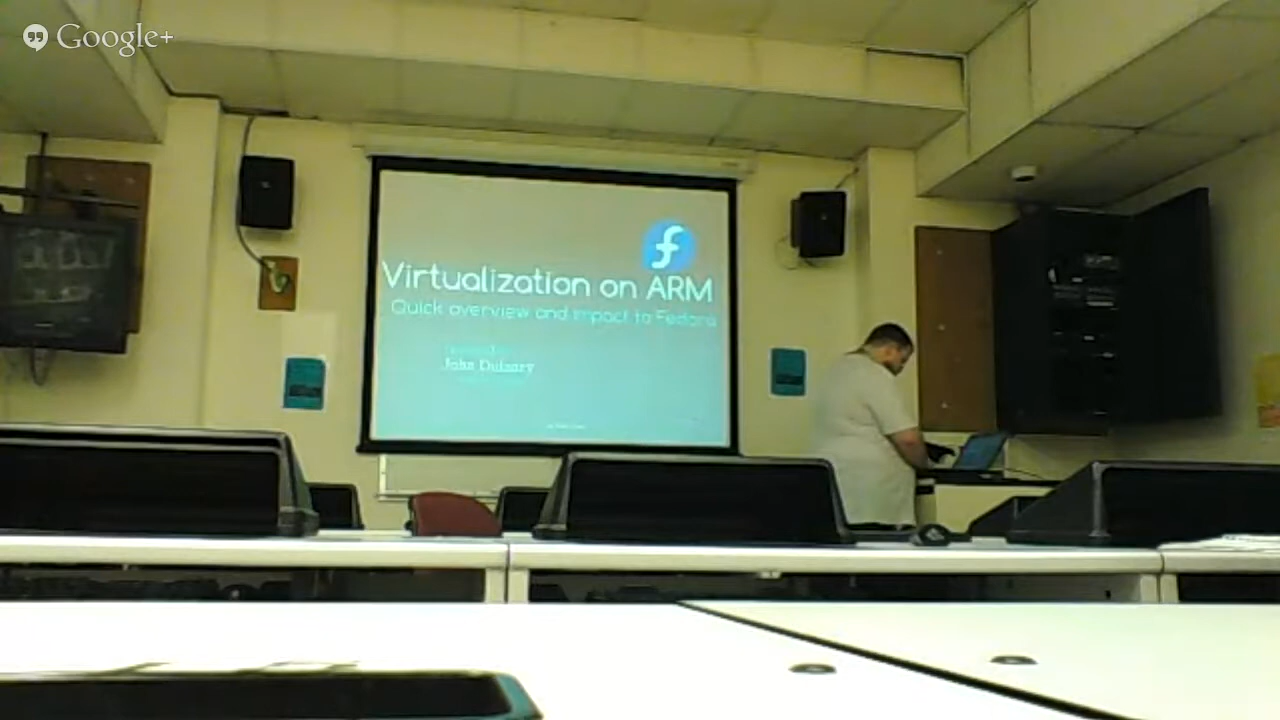 Google+
Virtualization on ARM
Quick overview and impact to Fedora
John Dulaney